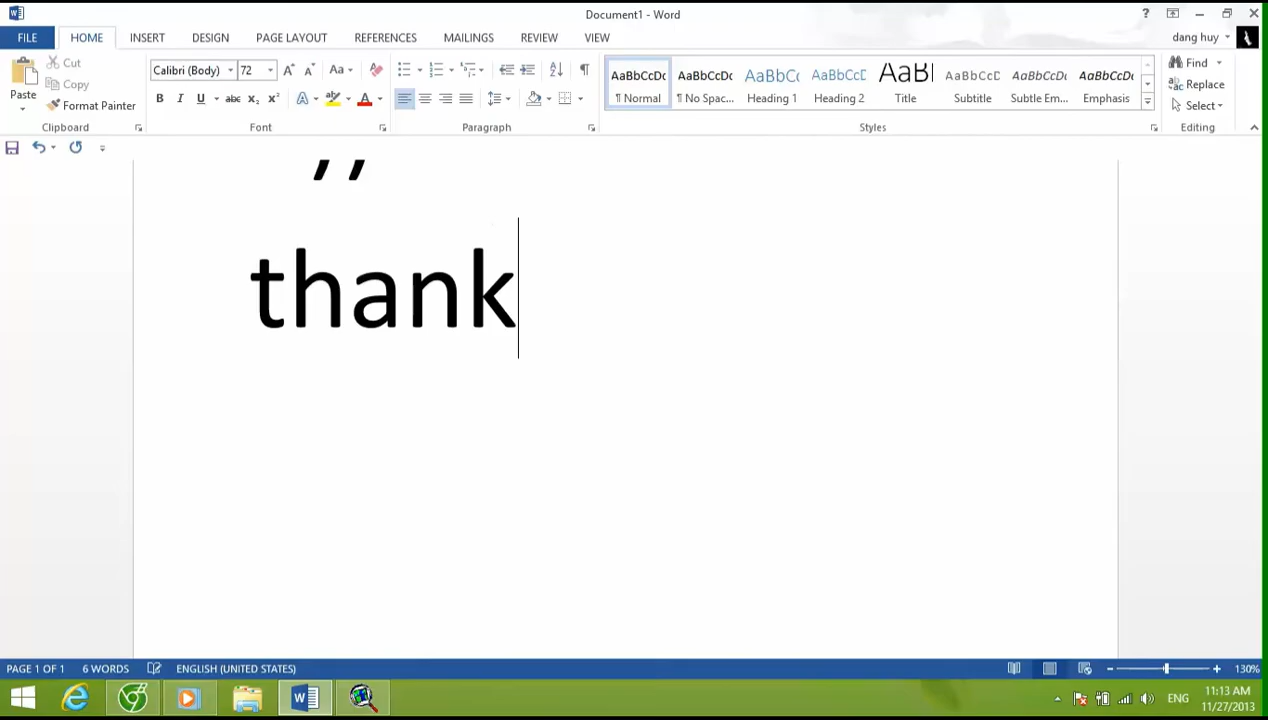 Document1 - Word
dang huy
FILE HOME INSERT DESIGN PAGE LAYOUT REFERENCES MAILINGS REVIEW VIEW
Paste
Cut
Copy
Format Painte
Clipboard
Calibri (Body) 72
Font
Paragraph
AaBbCcDc AaBbCcDc AaBbCc AaBbCcD AaB AaBbCcD AaBbCcDc AaBbCcDc
¶ Normal ¶ No Spac... Heading 1 Heading 2 Title Subtitle Subtle Em... Emphasis
Styles
Find
Replace
Select
Editing
,,
thank
PAGE 1 OF 1 6 WORDS ENGLISH (UNITED STATES) 130%
ENG
11:13 AM
11/27/2013